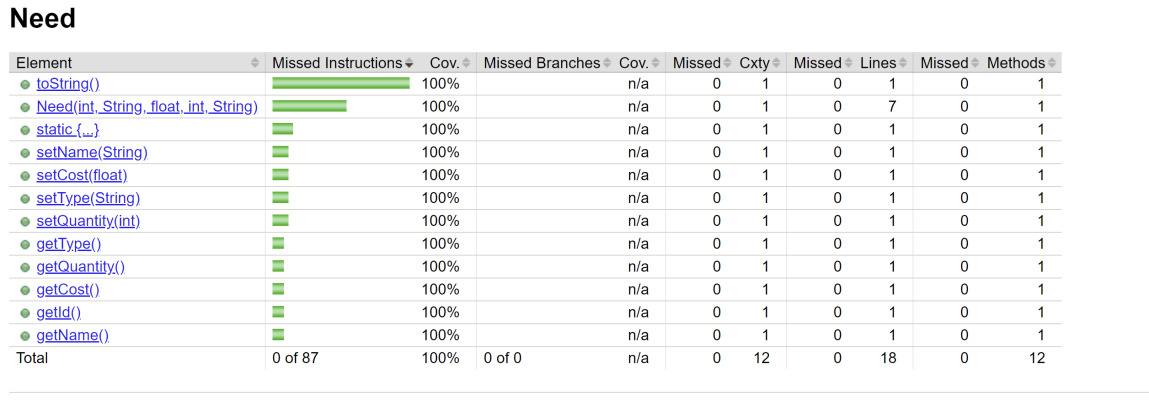 Need
Element Missed Instructions Cov. Missed Branches Cov. Missed Cxty Missed Lines Missed Methods
toString() 100% n/a 0 1 0 1 0 1
Need(int, String, float, int, String) 100% n/a 0 1 0 7 0 1
static {...} 100% n/a 0 1 0 1 0 1
setName(String) 100% n/a 0 1 0 1 0 1
setCost(float) 100% n/a 0 1 0 1 0 1
setType(String) 100% n/a 0 1 0 1 0 1
setQuantity(int) 100% n/a 0 1 0 1 0 1
getType() 100% n/a 0 1 0 1 0 1
getQuantity() 100% n/a 0 1 0 1 0 1
getCost() 100% n/a 0 1 0 1 0 1
getId() 100% n/a 0 1 0 1 0 1
getName() 100% n/a 0 1 0 1 0 1
Total 0 of 87 100% 0 of 0 n/a 0 12 0 18 0 12